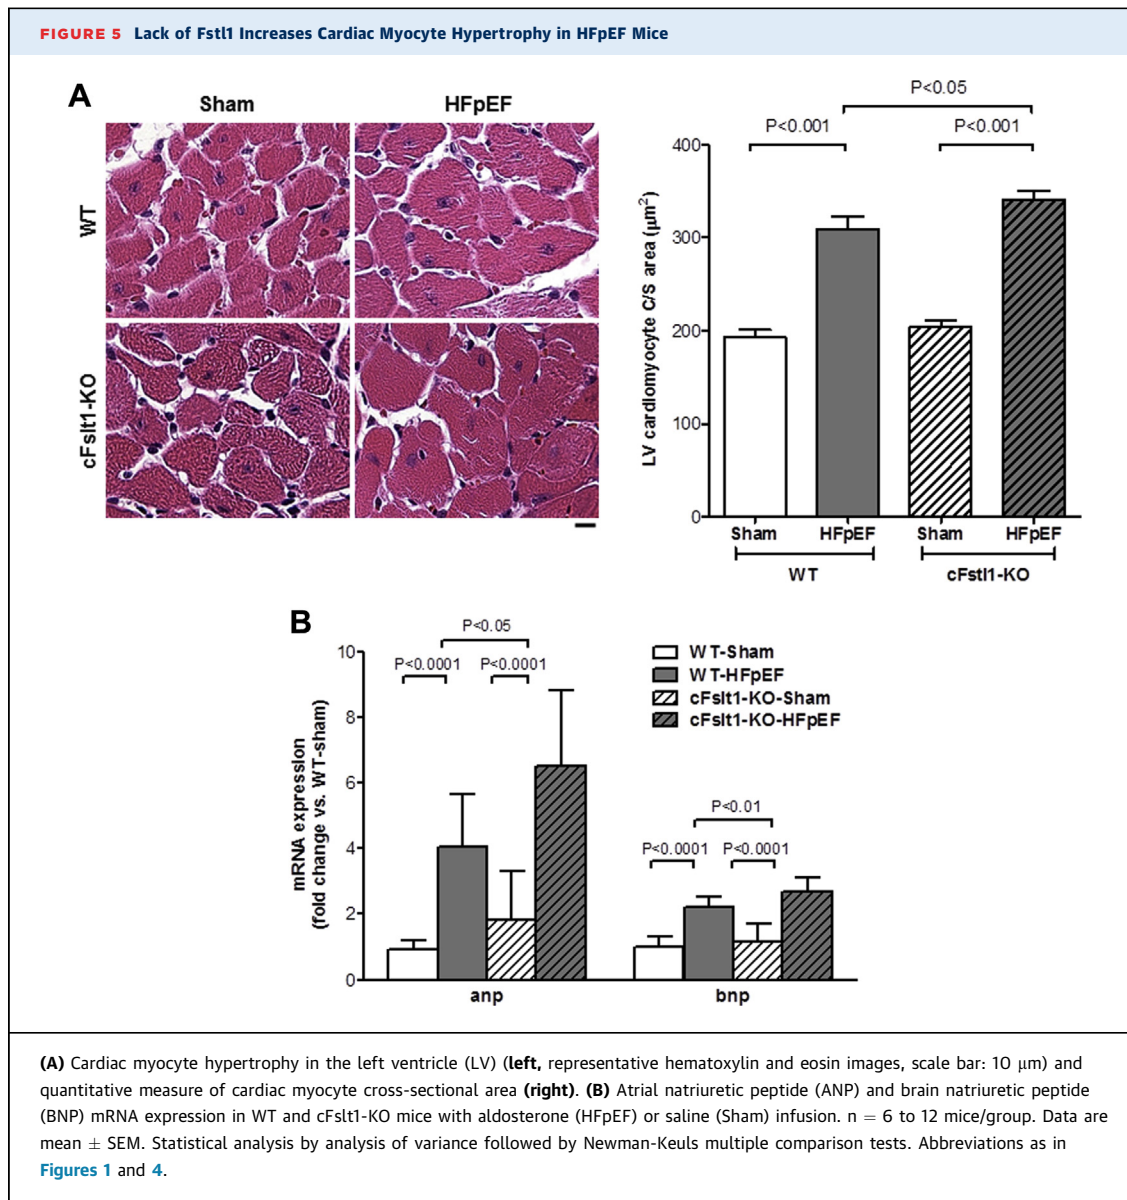 FIGURE 5 Lack of Fstl1 Increases Cardiac Myocyte Hypertrophy in HFpEF Mice
A
Sham
HFpEF
WT
cFslt1-KO
LV cardiomyocyte C/S area (μm²)
400
300
200
100
0
P<0.05
P<0.001
P<0.001
Sham
HFpEF
Sham
HFpEF
WT
cFstl1-KO
B
mRNA expression
(fold change vs. WT-sham)
10
8
6
4
2
0
P<0.05
P<0.0001
P<0.0001
P<0.01
P<0.0001
P<0.0001
anp
bnp
WT-Sham
WT-HFpEF
cFslt1-KO-Sham
cFslt1-KO-HFpEF
(A) Cardiac myocyte hypertrophy in the left ventricle (LV) (left, representative hematoxylin and eosin images, scale bar: 10 μm) and
quantitative measure of cardiac myocyte cross-sectional area (right). (B) Atrial natriuretic peptide (ANP) and brain natriuretic peptide
(BNP) mRNA expression in WT and cFslt1-KO mice with aldosterone (HFpEF) or saline (Sham) infusion. n = 6 to 12 mice/group. Data are
mean ± SEM. Statistical analysis by analysis of variance followed by Newman-Keuls multiple comparison tests. Abbreviations as in
Figures 1 and 4.